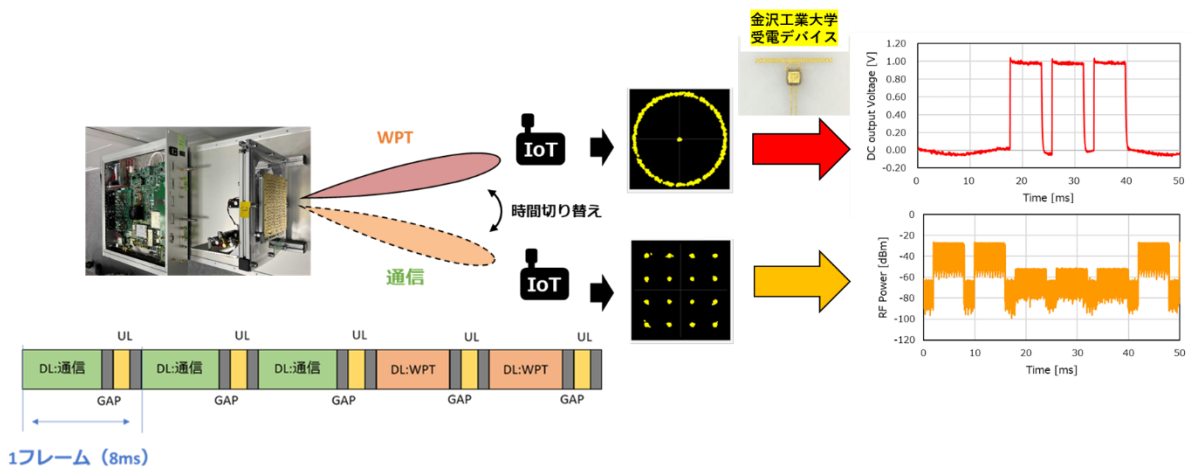 金沢工業大学
受電デバイス
WPT
IoT
時間切り替え
通信
IoT
DC output Voltage [V]
1.20
1.00
0.80
0.60
0.40
0.20
0.00
-0.20
0 10 20 30 40 50
Time [ms]
RF Power [dBm]
0
-20
-40
-60
-80
-100
-120
0 10 20 30 40 50
Time [ms]
UL UL UL UL UL
DL:通信 DL:通信 DL:通信 DL:WPT DL:WPT
GAP GAP GAP GAP GAP
1フレーム（8ms）